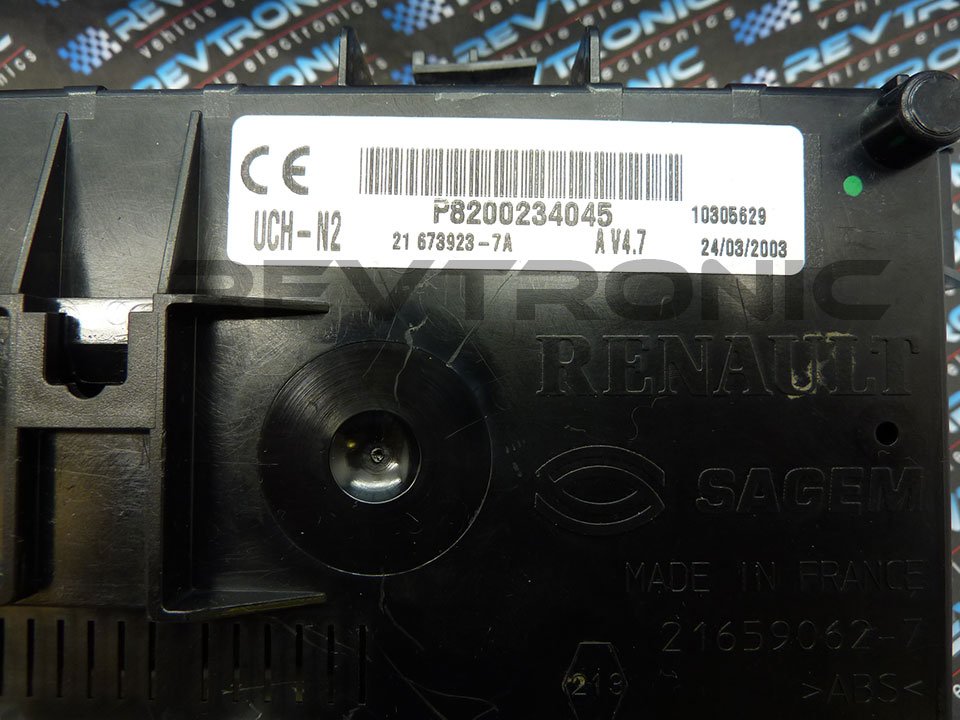 REVTRONIC
vehicle electronics
CE
P8200234045
10305629
UCH-N2
21 673923-7A
A V4.7
24/03/2003
REVTRONIC
RENAULT
SAGEM
MADE IN FRANCE
21659062-7
219
>ABS<